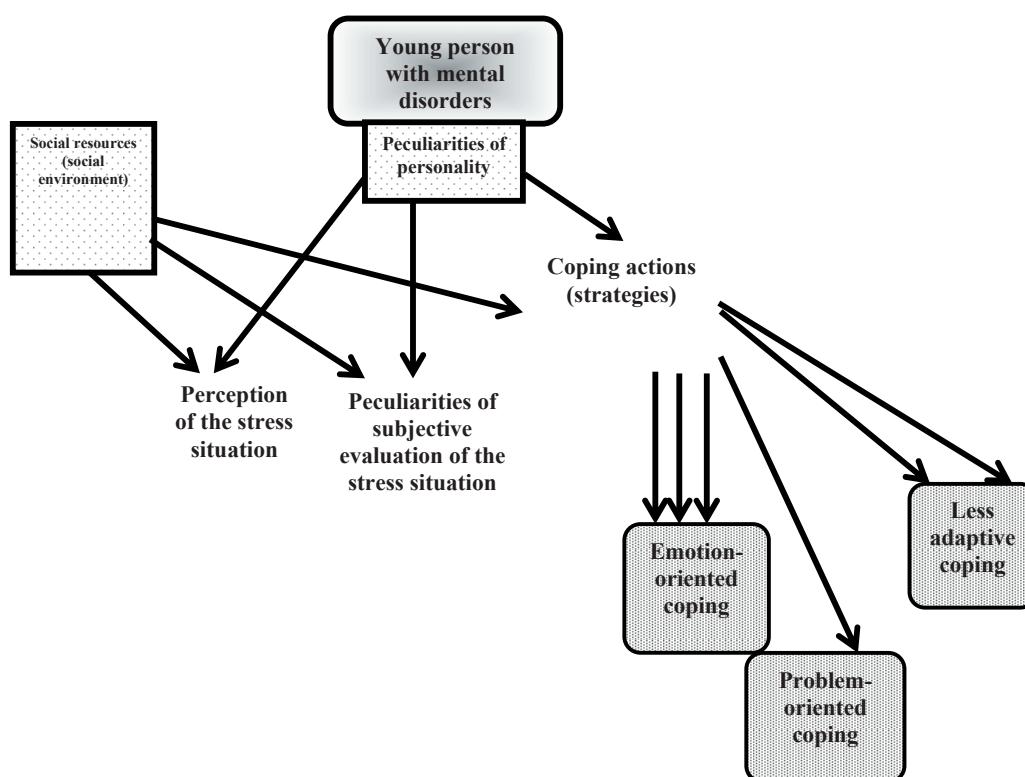 Young person
with mental
disorders
Social resources
(social
environment)
Peculiarities of
personality
Coping actions
(strategies)
Perception
of the stress
situation
Peculiarities of
subjective
evaluation of the
stress situation
Less
adaptive
coping
Emotion-
oriented
coping
Problem-
oriented
coping